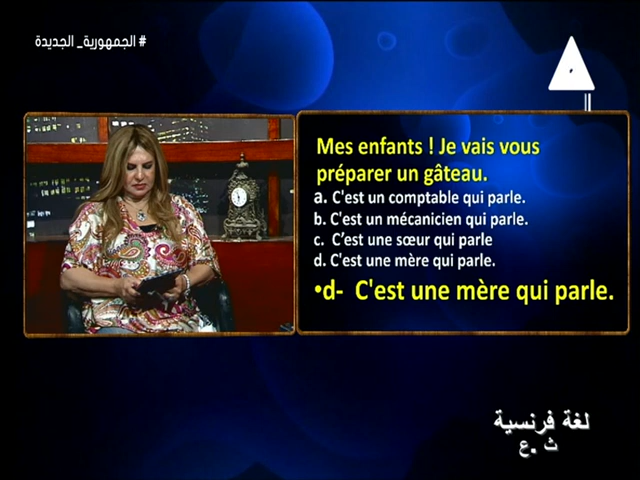 #الجمهورية_الجديدة
Mes enfants ! Je vais vous
préparer un gâteau.
a. C'est un comptable qui parle.
b. C'est un mécanicien qui parle.
c. C’est une sœur qui parle
d. C'est une mère qui parle.
•d- C'est une mère qui parle.
لغة فرنسية
ث .ع